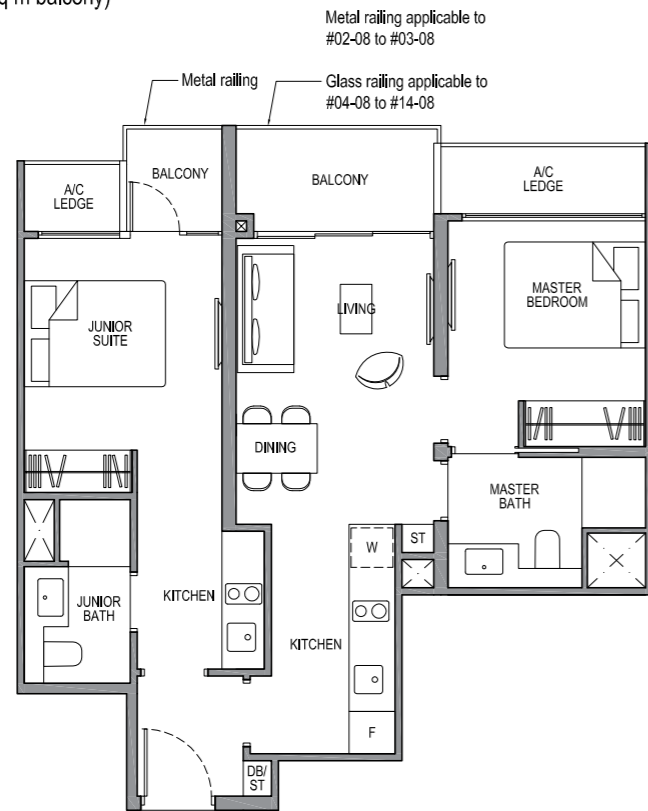 q m balcony)
Metal railing applicable to
#02-08 to #03-08
Metal railing
Glass railing applicable to
#04-08 to #14-08
A/C
LEDGE
BALCONY
BALCONY
A/C
LEDGE
JUNIOR
SUITE
LIVING
MASTER
BEDROOM
DINING
MASTER
BATH
W
ST
JUNIOR
BATH
KITCHEN
KITCHEN
F
DB/
ST